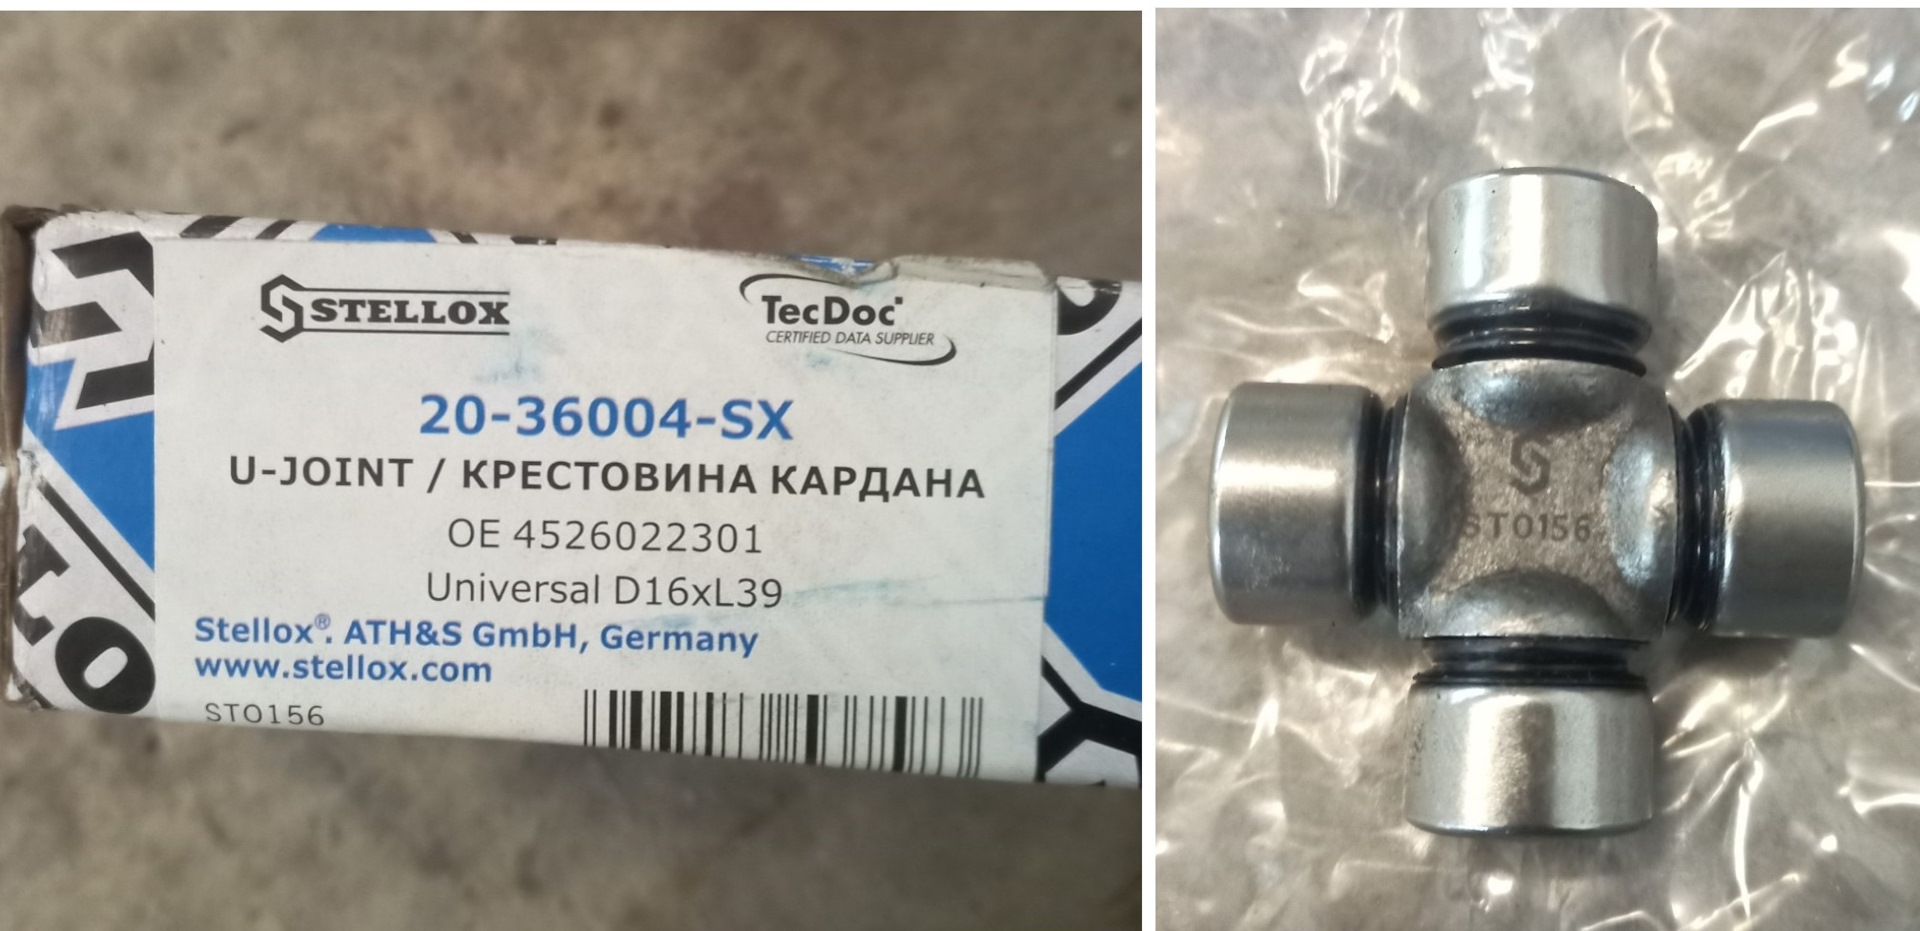 STELLOX
TecDoc
CERTIFIED DATA SUPPLIER
20-36004-SX
U-JOINT / КРЕСТОВИНА КАРДАНА
OE 4526022301
Universal D16xL39
Stellox®. ATH&S GmbH, Germany
www.stellox.com
STO156
STO156